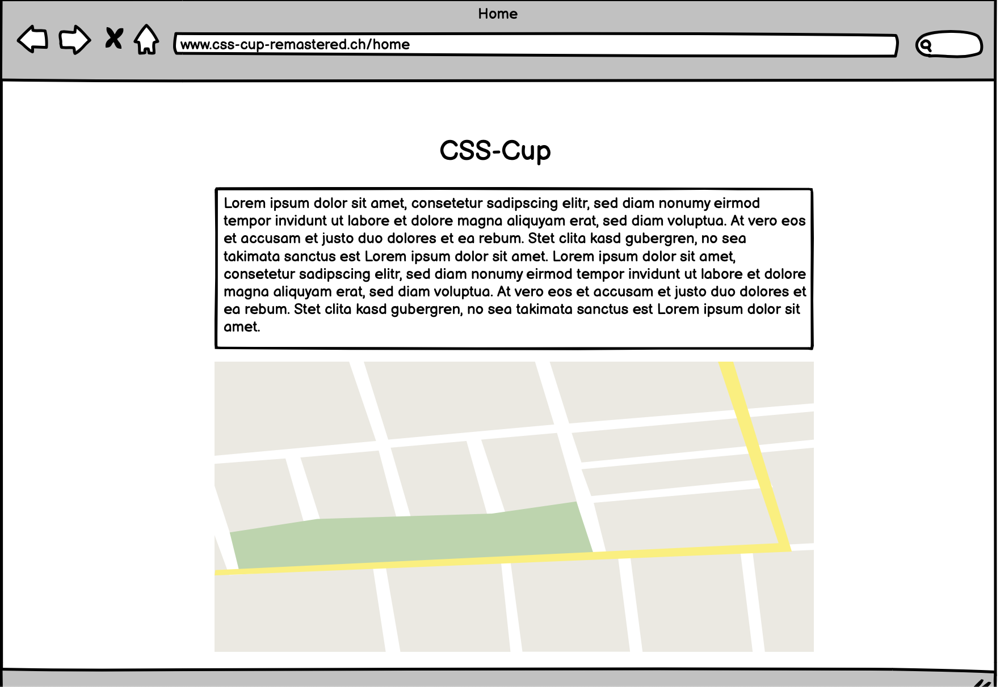 Home
www.css-cup-remastered.ch/home
CSS-Cup
Lorem ipsum dolor sit amet, consetetur sadipscing elitr, sed diam nonumy eirmod
tempor invidunt ut labore et dolore magna aliquyam erat, sed diam voluptua. At vero eos
et accusam et justo duo dolores et ea rebum. Stet clita kasd gubergren, no sea
takimata sanctus est Lorem ipsum dolor sit amet. Lorem ipsum dolor sit amet,
consetetur sadipscing elitr, sed diam nonumy eirmod tempor invidunt ut labore et dolore
magna aliquyam erat, sed diam voluptua. At vero eos et accusam et justo duo dolores et
ea rebum. Stet clita kasd gubergren, no sea takimata sanctus est Lorem ipsum dolor sit
amet.